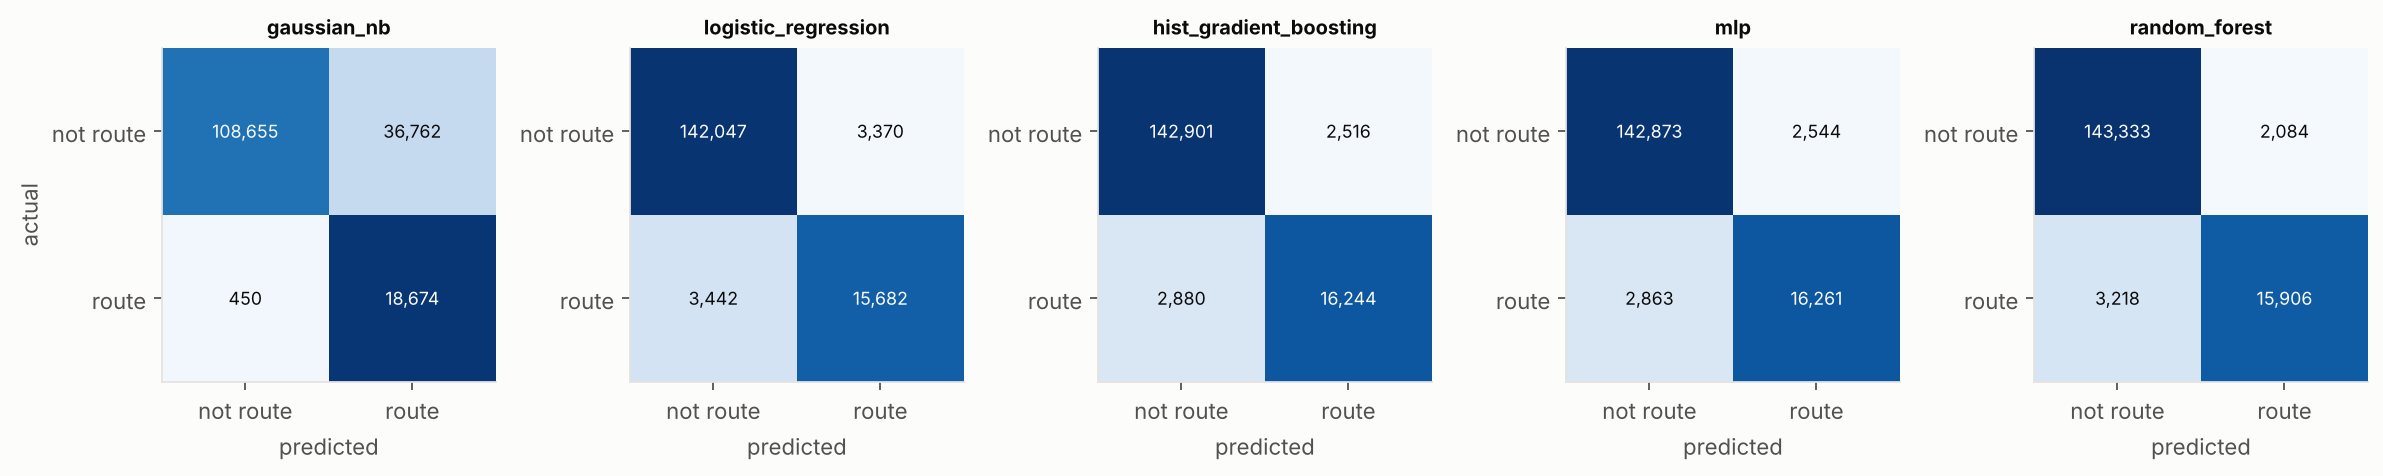 gaussian_nb
logistic_regression
hist_gradient_boosting
mlp
random_forest
actual
not route
108,655
36,762
route
450
18,674
not route
route
predicted
not route
142,047
3,370
route
3,442
15,682
not route
route
predicted
not route
142,901
2,516
route
2,880
16,244
not route
route
predicted
not route
142,873
2,544
route
2,863
16,261
not route
route
predicted
not route
143,333
2,084
route
3,218
15,906
not route
route
predicted